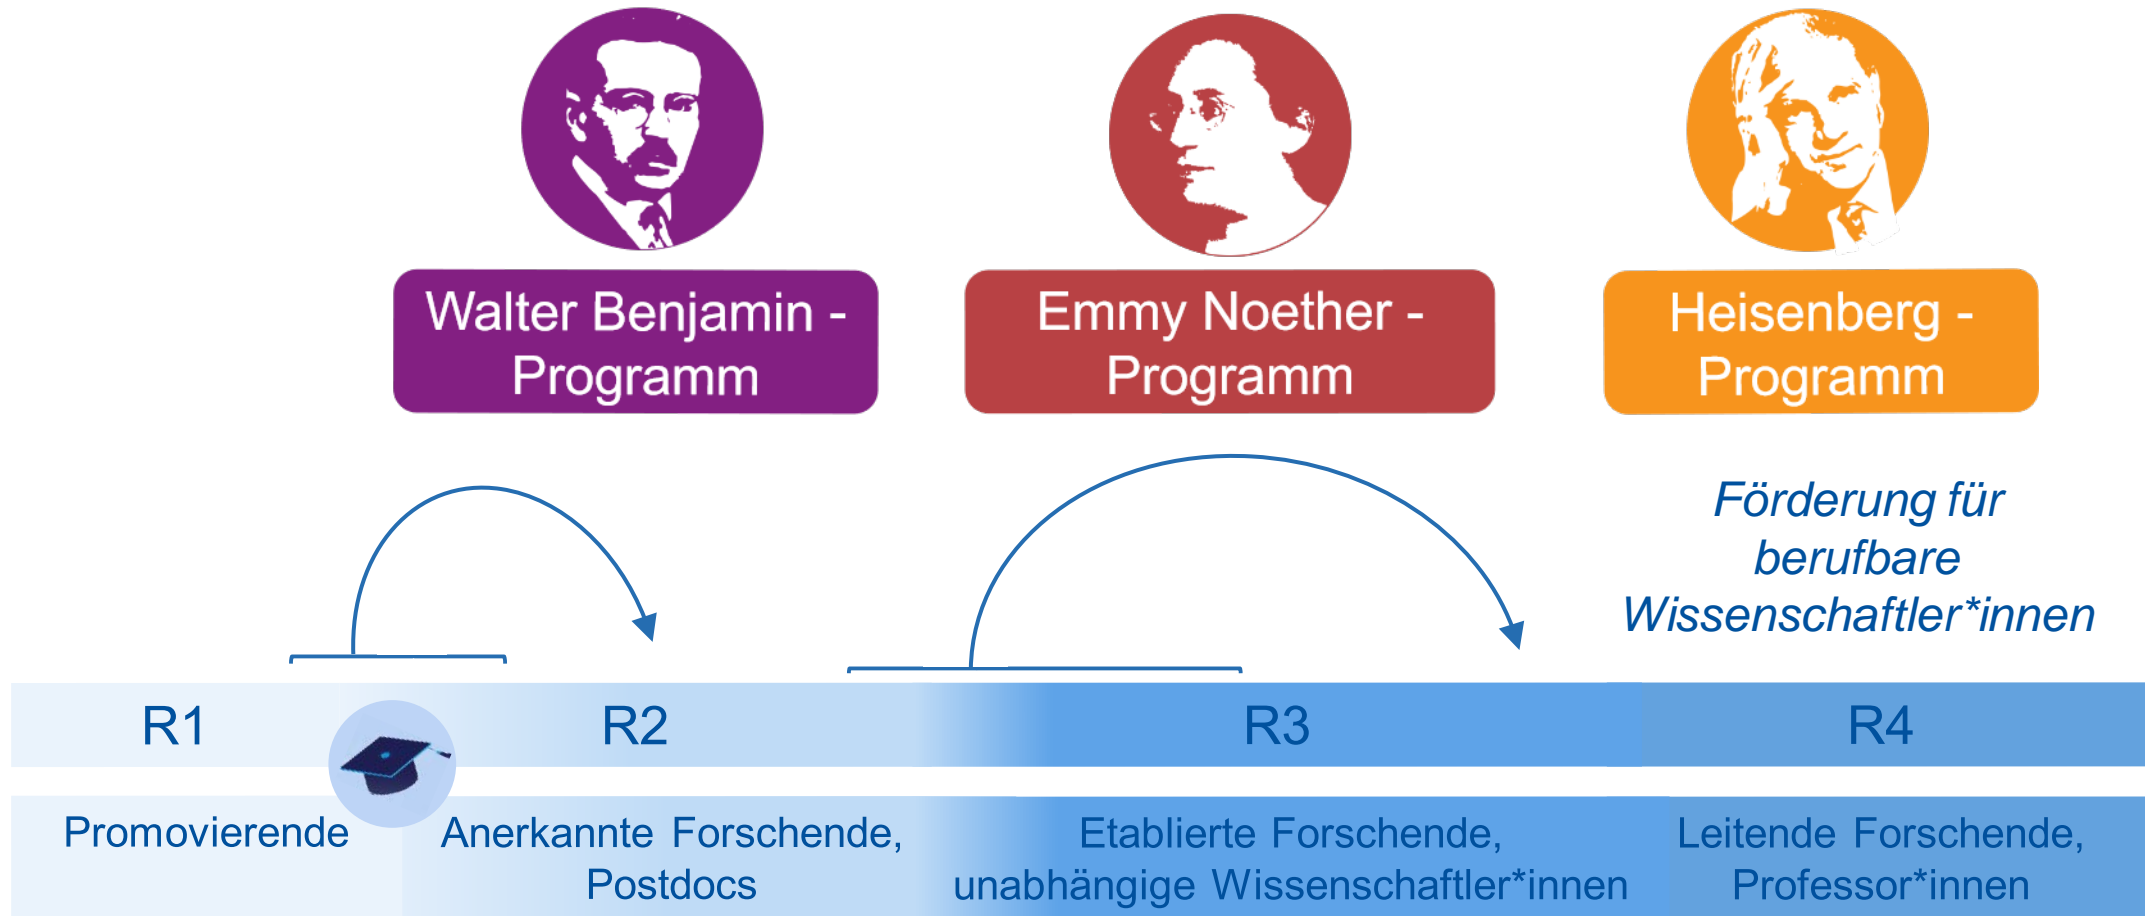 Walter Benjamin -
Programm
Emmy Noether -
Programm
Heisenberg -
Programm
Förderung für
berufbare
Wissenschaftler*innen
R1
R2
R3
R4
Promovierende
Anerkannte Forschende,
Postdocs
Etablierte Forschende,
unabhängige Wissenschaftler*innen
Leitende Forschende,
Professor*innen